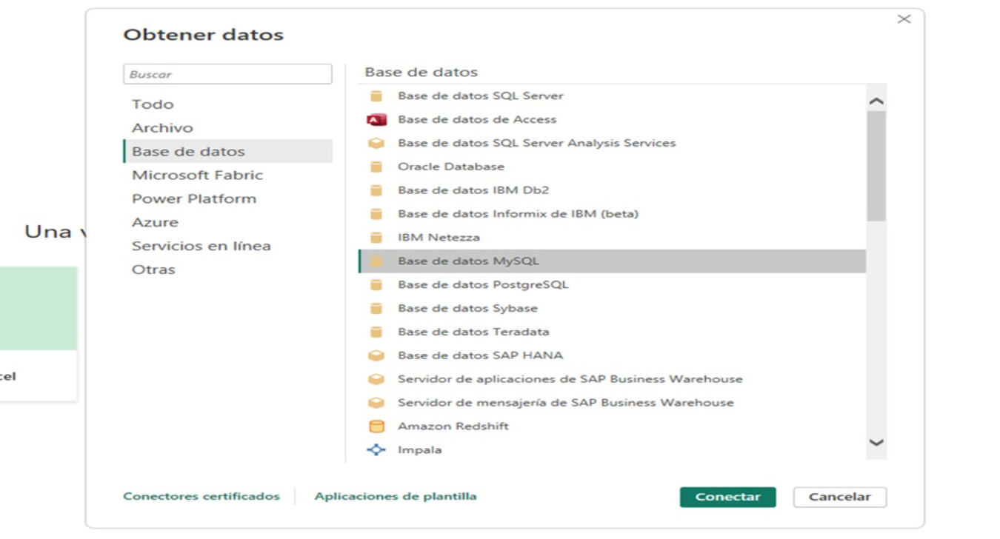 Obtener datos
Buscar
Todo
Archivo
Base de datos
Microsoft Fabric
Power Platform
Azure
Servicios en línea
Otras
Base de datos
Base de datos SQL Server
Base de datos de Access
Base de datos SQL Server Analysis Services
Oracle Database
Base de datos IBM Db2
Base de datos Informix de IBM (beta)
IBM Netezza
Base de datos MySQL
Base de datos PostgreSQL
Base de datos Sybase
Base de datos Teradata
Base de datos SAP HANA
Servidor de aplicaciones de SAP Business Warehouse
Servidor de mensajería de SAP Business Warehouse
Amazon Redshift
Impala
Conectores certificados
Aplicaciones de plantilla
Conectar
Cancelar
Una
cel